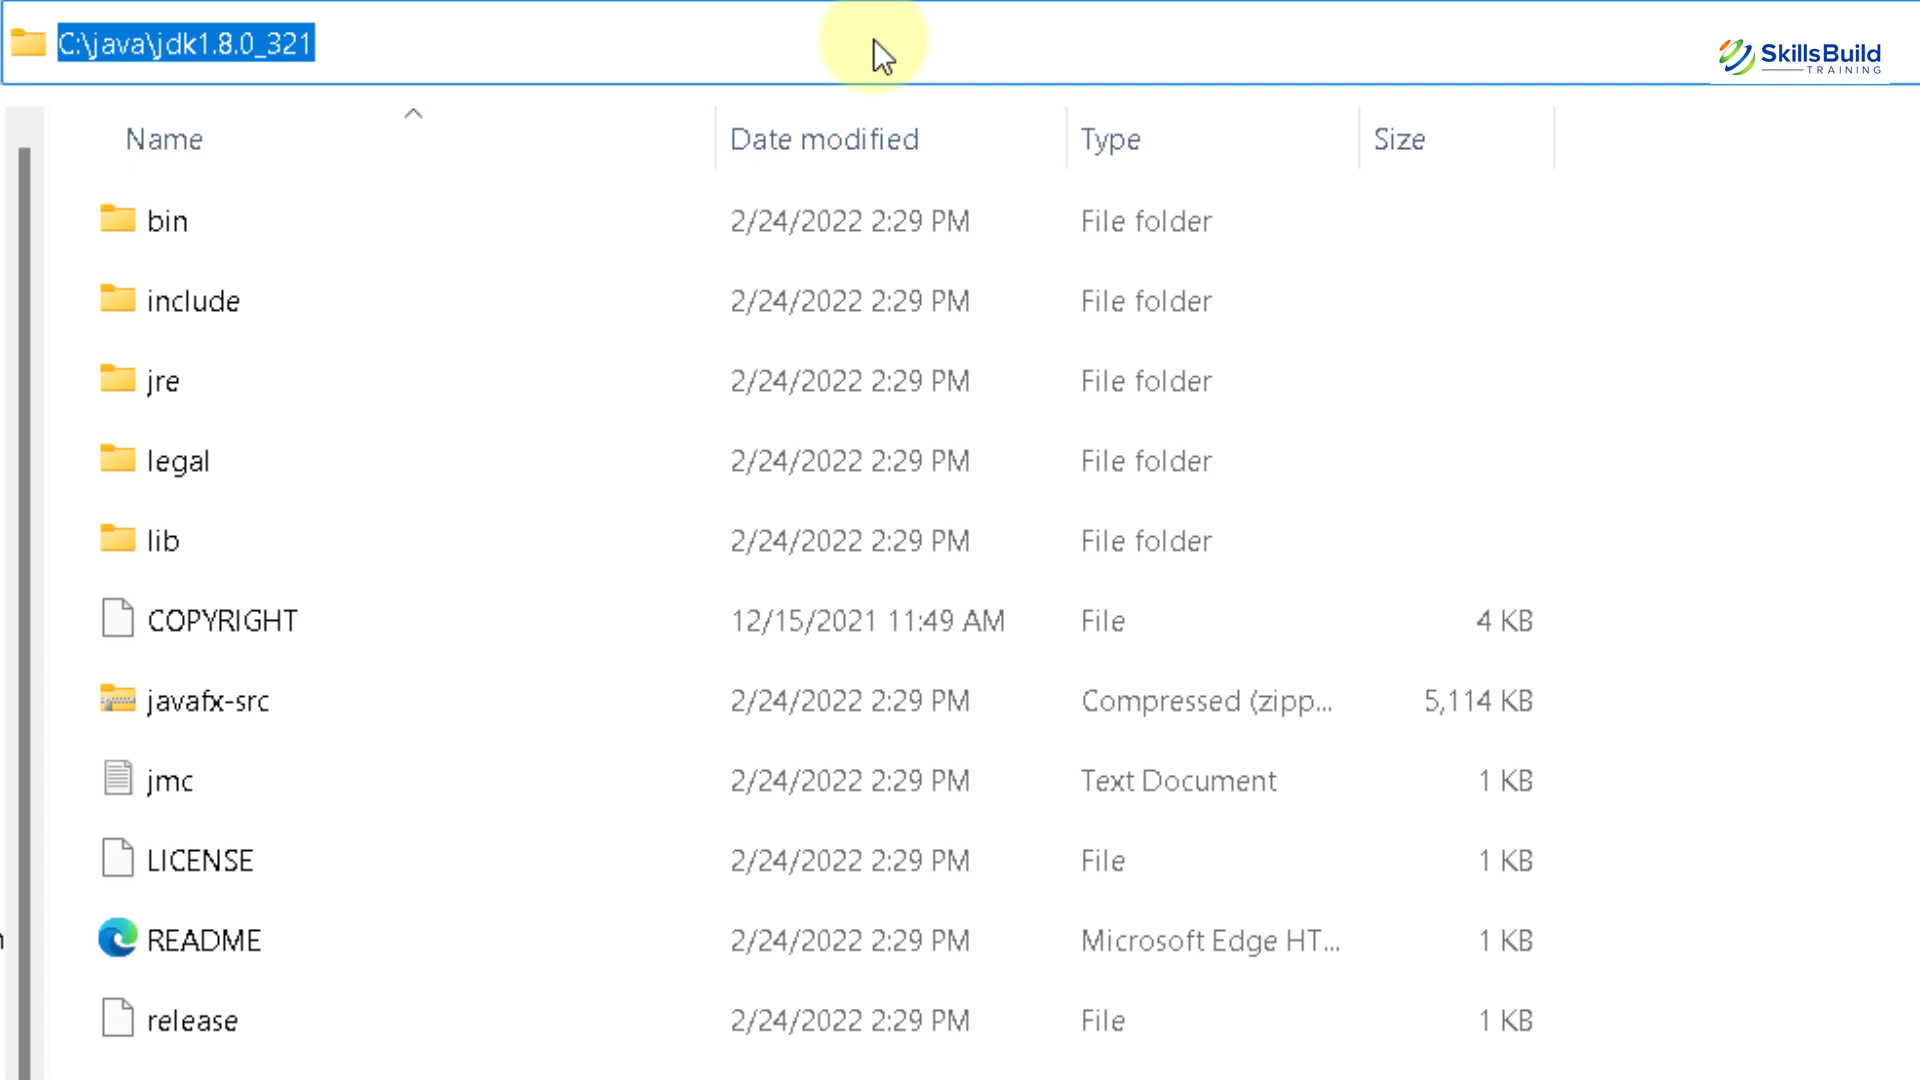 C:\java\jdk1.8.0_321
SkillsBuild
TRAINING
Name Date modified Type Size
bin 2/24/2022 2:29 PM File folder
include 2/24/2022 2:29 PM File folder
jre 2/24/2022 2:29 PM File folder
legal 2/24/2022 2:29 PM File folder
lib 2/24/2022 2:29 PM File folder
COPYRIGHT 12/15/2021 11:49 AM File 4 KB
javafx-src 2/24/2022 2:29 PM Compressed (zipp... 5,114 KB
jmc 2/24/2022 2:29 PM Text Document 1 KB
LICENSE 2/24/2022 2:29 PM File 1 KB
README 2/24/2022 2:29 PM Microsoft Edge HT... 1 KB
release 2/24/2022 2:29 PM File 1 KB